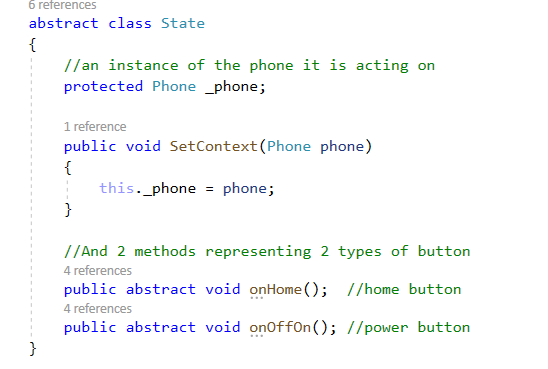 6 references
abstract class State
{
//an instance of the phone it is acting on
protected Phone _phone;
1 reference
public void SetContext(Phone phone)
{
this._phone = phone;
}
//And 2 methods representing 2 types of button
4 references
public abstract void onHome();  //home button
4 references
public abstract void onOffOn(); //power button
}